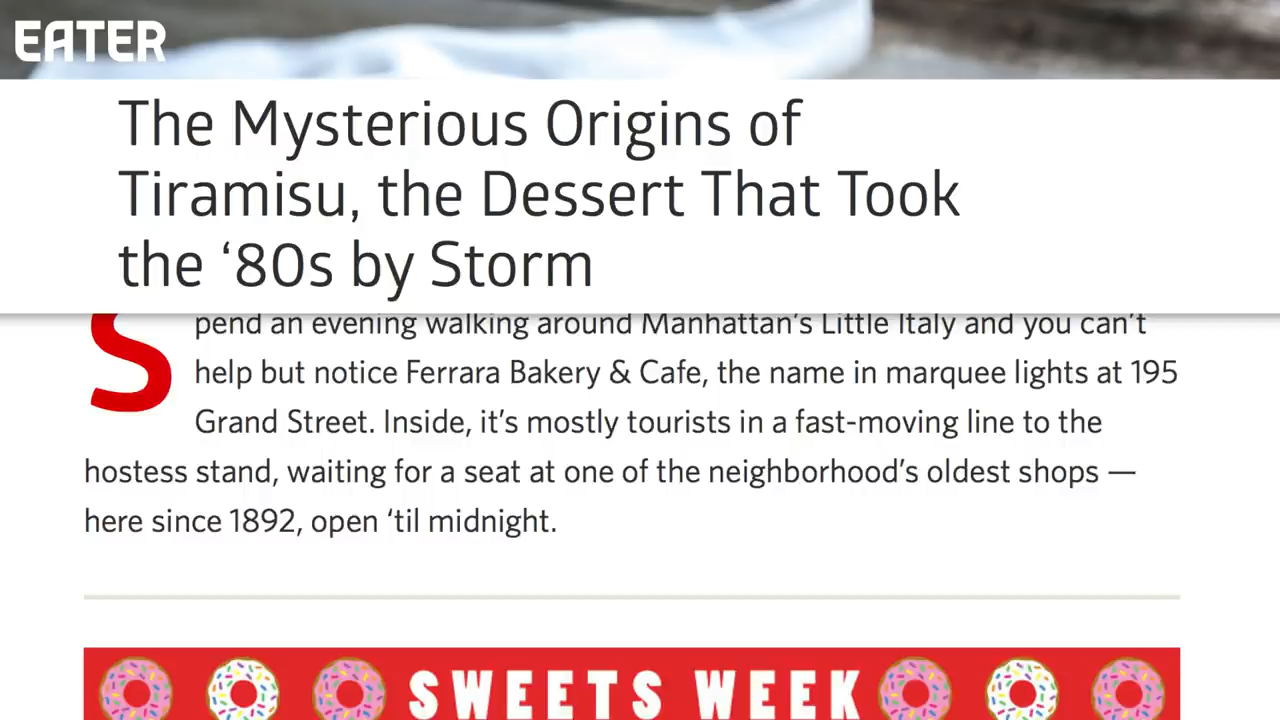 EATER
The Mysterious Origins of
Tiramisu, the Dessert That Took
the ‘80s by Storm
Spend an evening walking around Manhattan’s Little Italy and you can’t
help but notice Ferrara Bakery & Cafe, the name in marquee lights at 195
Grand Street. Inside, it’s mostly tourists in a fast-moving line to the
hostess stand, waiting for a seat at one of the neighborhood’s oldest shops —
here since 1892, open ‘til midnight.
SWEETS WEEK